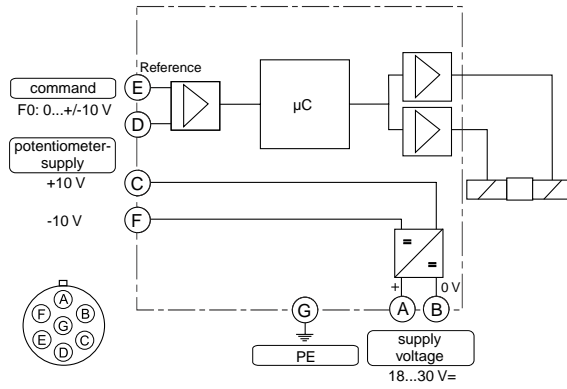 Reference
command
E
F0: 0...+/-10 V
D
µC
potentiometer-
supply
+10 V
C
-10 V
F
=
=
+
0 V
A
B
G
PE
supply
voltage
18...30 V=
A
F
B
G
E
C
D